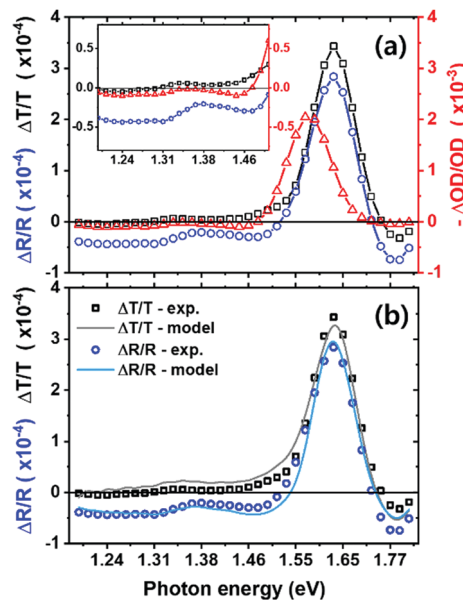 (a)
ΔT/T (x10-4)
ΔR/R (x10-4)
- ΔOD/OD (x10-3)
4
3
2
1
0
-1
4
3
2
1
0
-1
0.5
0.0
-0.5
0.5
0.0
-0.5
1.24 1.31 1.38 1.46
(b)
ΔT/T (x10-4)
ΔR/R (x10-4)
ΔT/T - exp.
ΔT/T - model
ΔR/R - exp.
ΔR/R - model
3
2
1
0
-1
1.24 1.31 1.38 1.46 1.55 1.65 1.77
Photon energy (eV)